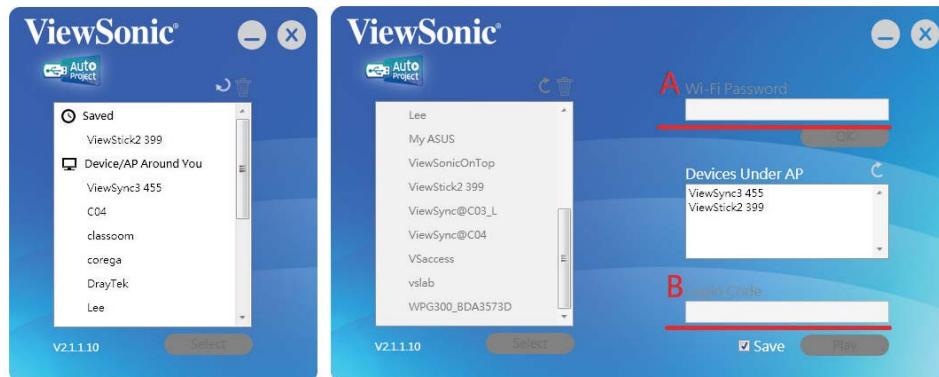 ViewSonic®
Auto
Project
Saved
ViewStick2 399
Device/AP Around You
ViewSync3 455
C04
classoom
corega
DrayTek
Lee
V2.1.1.10
Select
ViewSonic®
Auto
Project
Lee
My ASUS
ViewSonicOnTop
ViewStick2 399
ViewSync@C03_L
ViewSync@C04
VSaccess
vslab
WPG300_BDA3573D
V2.1.1.10
Select
A Wi-Fi Password
OK
Devices Under AP
ViewSync3 455
ViewStick2 399
B Login Code
Save
Play